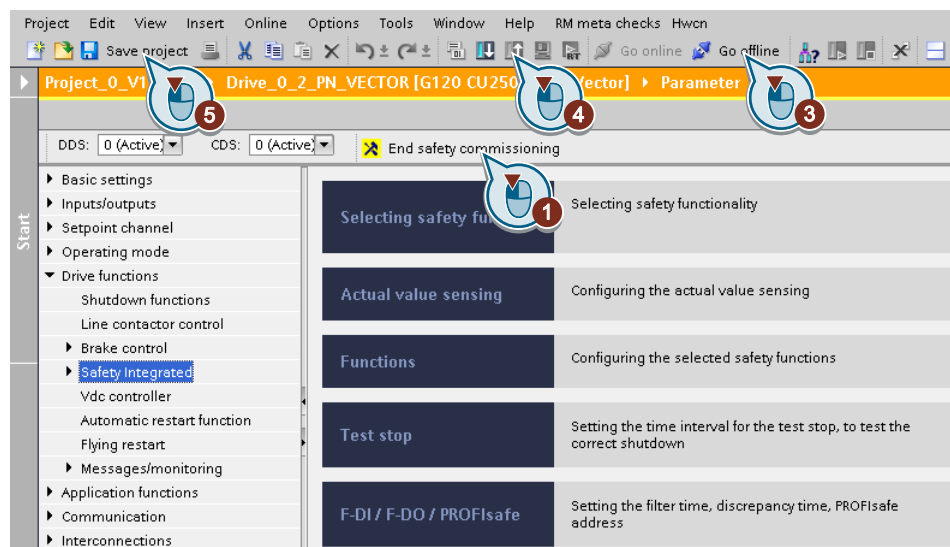 Project Edit View Insert Online Options Tools Window Help RM meta checks Hwcn
Save project Go online Go offline
Project_0_V1 Drive_0_2_PN_VECTOR [G120 CU250 Vector] Parameter
5 4 3
DDS: 0 (Active) CDS: 0 (Active) End safety commissioning
1
Start
Basic settings
Inputs/outputs
Setpoint channel
Operating mode
Drive functions
Shutdown functions
Line contactor control
Brake control
Safety Integrated
Vdc controller
Automatic restart function
Flying restart
Messages/monitoring
Application functions
Communication
Interconnections
Selecting safety
Selecting safety functionality
Actual value sensing
Configuring the actual value sensing
Functions
Configuring the selected safety functions
Test stop
Setting the time interval for the test stop, to test the
correct shutdown
F-DI / F-DO / PROFIsafe
Setting the filter time, discrepancy time, PROFIsafe
address